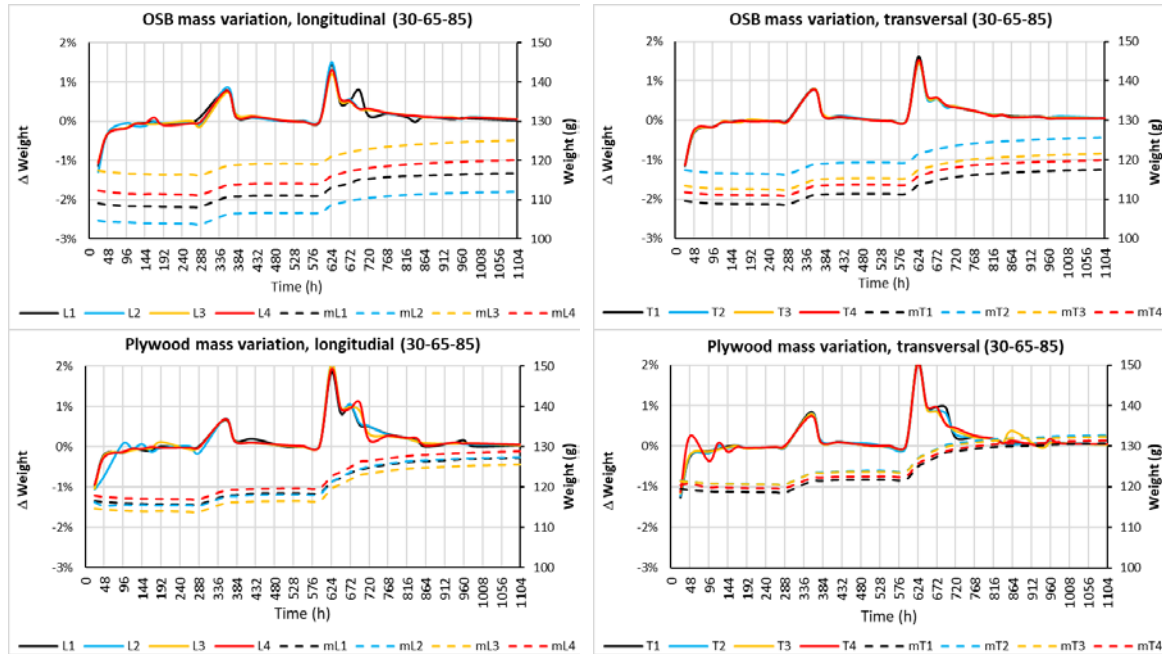 OSB mass variation, longitudinal (30-65-85)
2% 1% 0% -1% -2% -3%
Δ Weight
150 140 130 120 110 100
Weight (g)
0 48 96 144 192 240 288 336 384 432 480 528 576 624 672 720 768 816 864 912 960 1008 1056 1104
Time (h)
L1 L2 L3 L4 mL1 mL2 mL3 mL4
OSB mass variation, transversal (30-65-85)
2% 1% 0% -1% -2% -3%
Δ Weight
150 140 130 120 110 100
Weight (g)
0 48 96 144 192 240 288 336 384 432 480 528 576 624 672 720 768 816 864 912 960 1008 1056 1104
Time (h)
T1 T2 T3 T4 mT1 mT2 mT3 mT4
Plywood mass variation, longitudial (30-65-85)
2% 1% 0% -1% -2% -3%
Δ Weight
150 140 130 120 110 100
Weight (g)
0 48 96 144 192 240 288 336 384 432 480 528 576 624 672 720 768 816 864 912 960 1008 1056 1104
Time (h)
L1 L2 L3 L4 mL1 mL2 mL3 mL4
Plywood mass variation, transversal (30-65-85)
2% 1% 0% -1% -2% -3%
Δ Weight
150 140 130 120 110 100
Weight (g)
0 48 96 144 192 240 288 336 384 432 480 528 576 624 672 720 768 816 864 912 960 1008 1056 1104
Time (h)
T1 T2 T3 T4 mT1 mT2 mT3 mT4